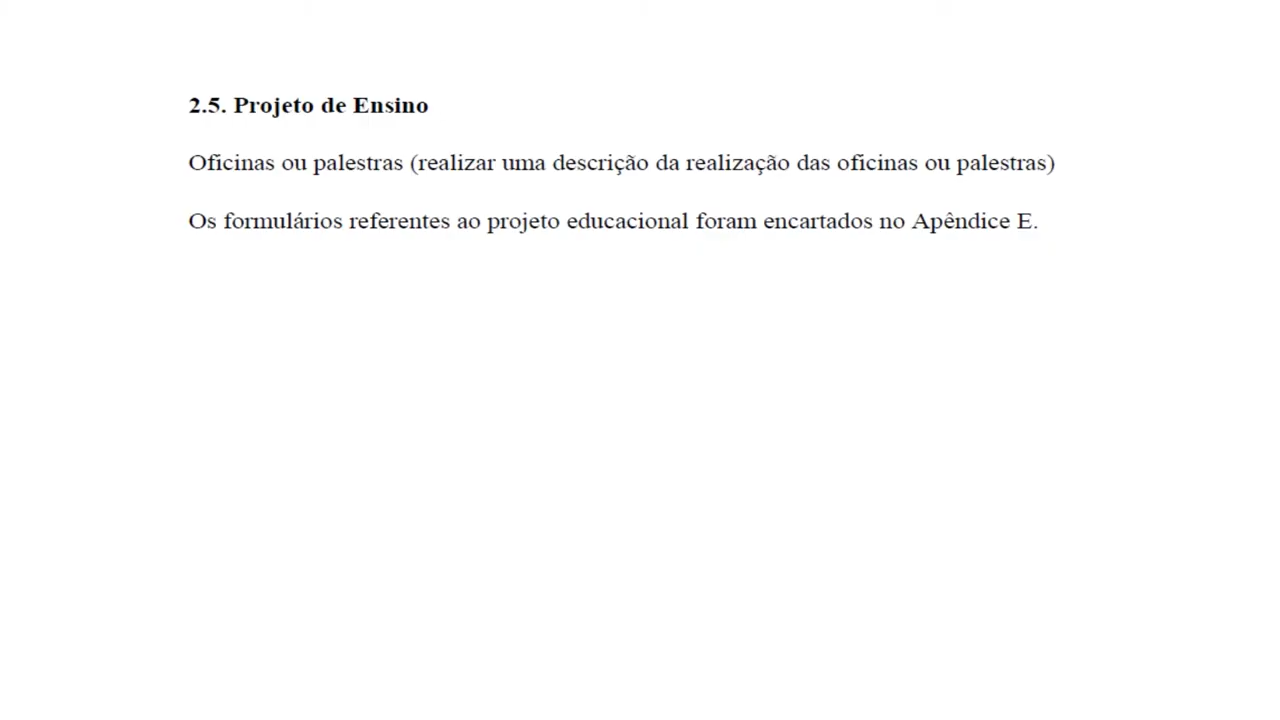 2.5. Projeto de Ensino
Oficinas ou palestras (realizar uma descrição da realização das oficinas ou palestras)
Os formulários referentes ao projeto educacional foram encartados no Apêndice E.